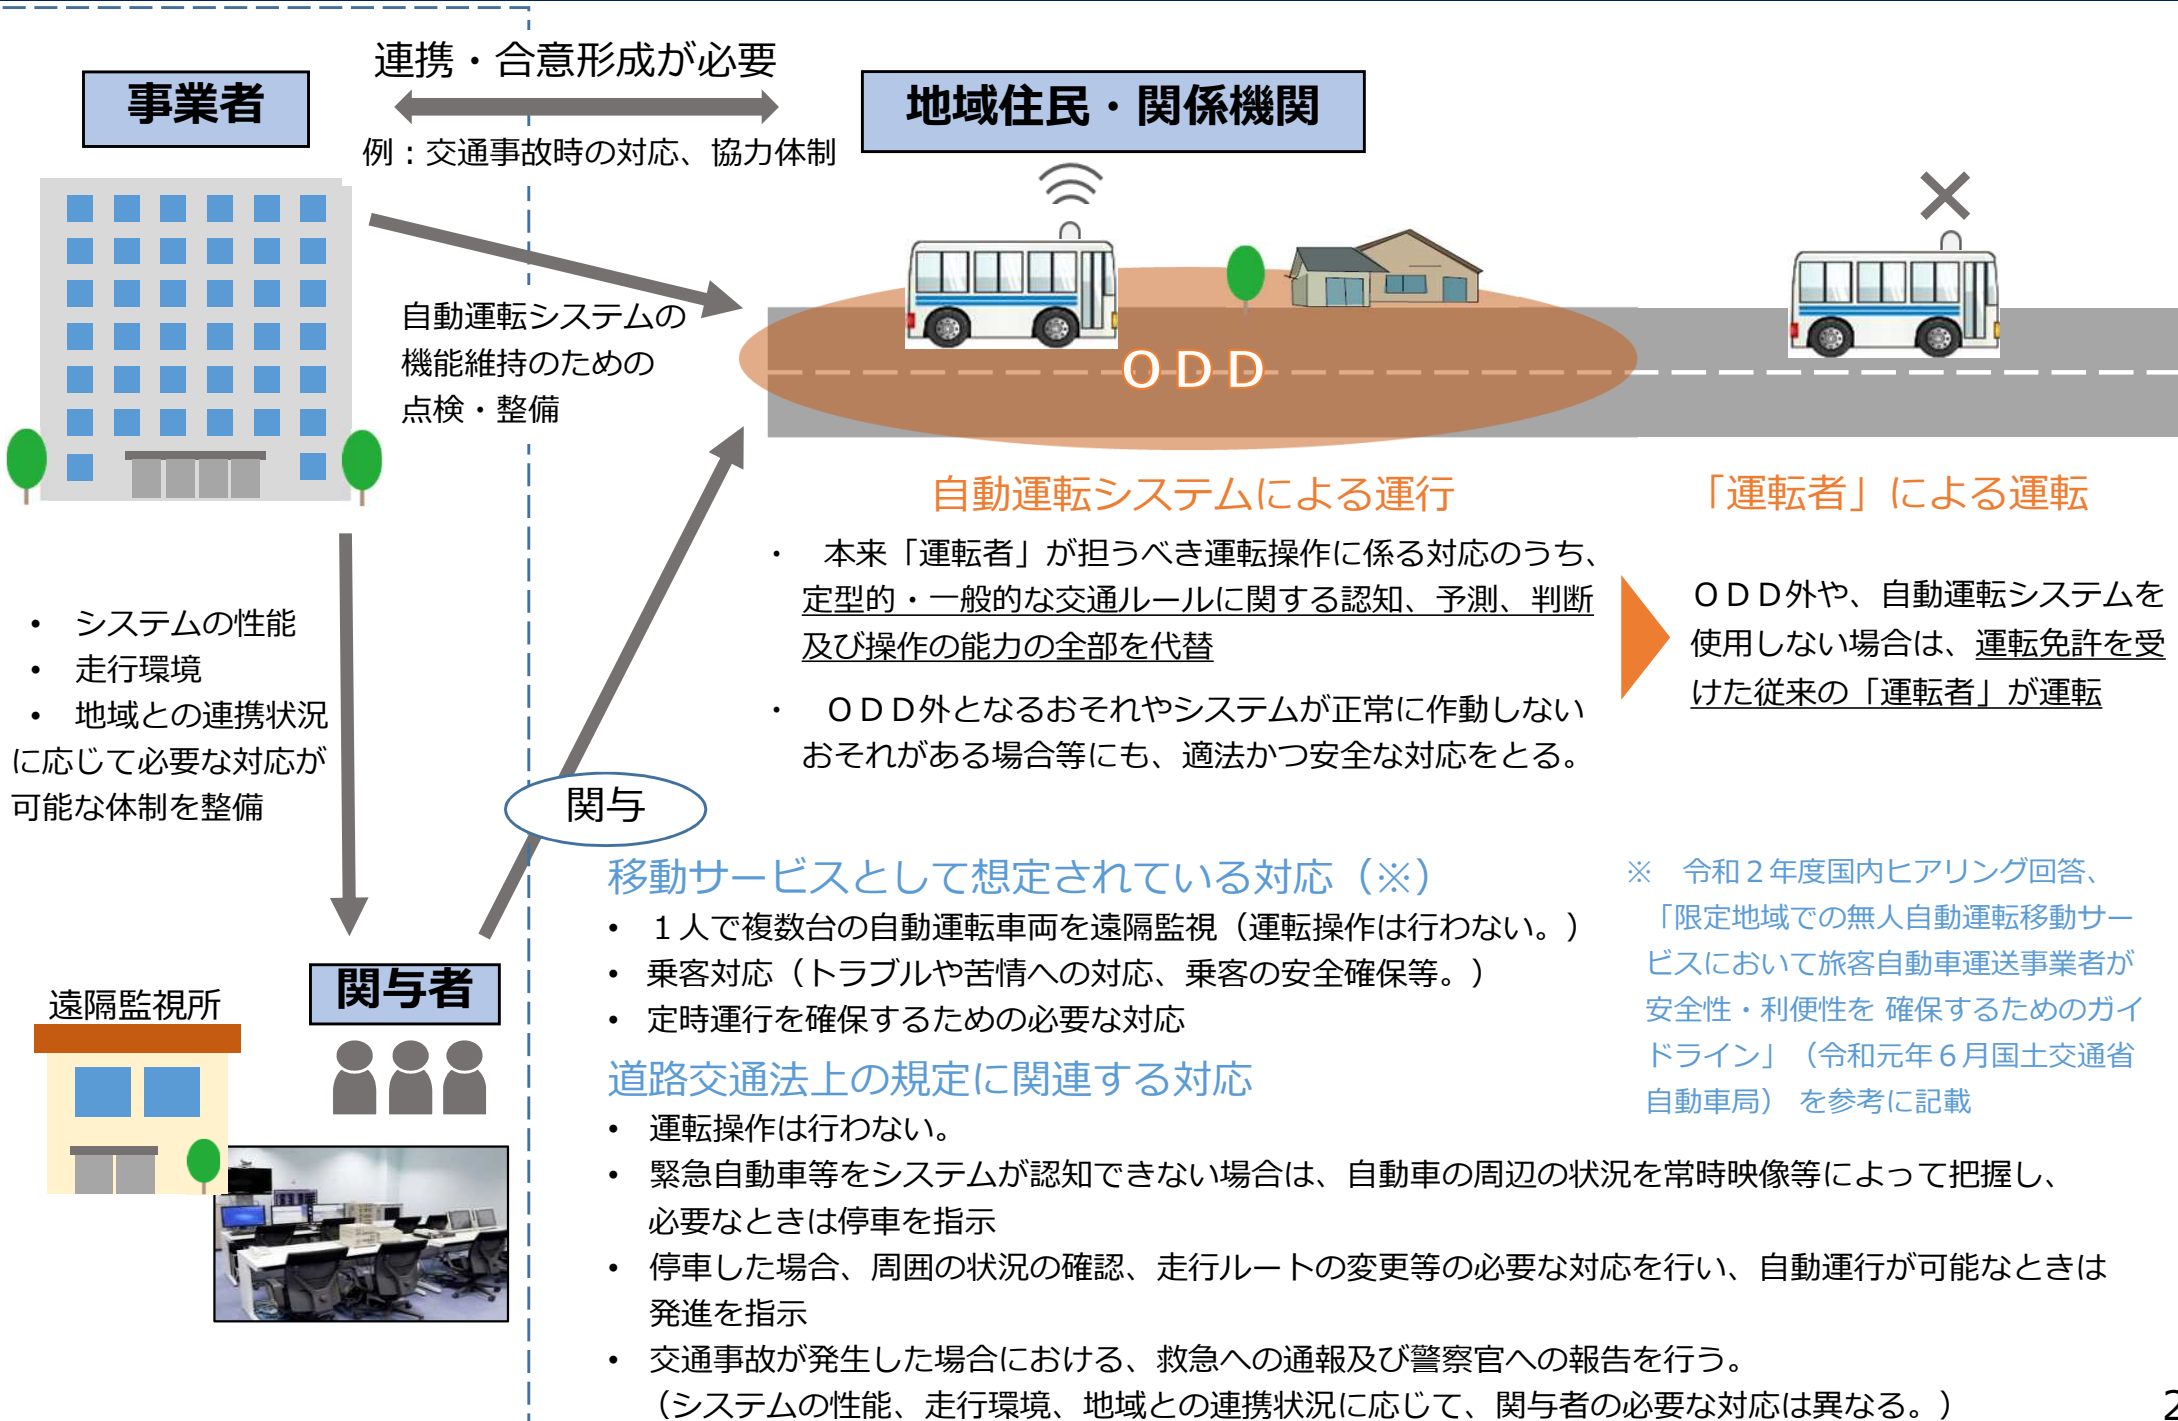 連携・合意形成が必要
事業者
地域住民・関係機関
例：交通事故時の対応、協力体制
自動運転システムの
機能維持のための
点検・整備
ＯＤＤ
自動運転システムによる運行
「運転者」による運転
・　本来「運転者」が担うべき運転操作に係る対応のうち、
定型的・一般的な交通ルールに関する認知、予測、判断
及び操作の能力の全部を代替
・　ＯＤＤ外となるおそれやシステムが正常に作動しない
おそれがある場合等にも、適法かつ安全な対応をとる。
ＯＤＤ外や、自動運転システムを
使用しない場合は、運転免許を受
けた従来の「運転者」が運転
• システムの性能
• 走行環境
• 地域との連携状況
に応じて必要な対応が
可能な体制を整備
関与
移動サービスとして想定されている対応（※）
• １人で複数台の自動運転車両を遠隔監視（運転操作は行わない。）
• 乗客対応（トラブルや苦情への対応、乗客の安全確保等。）
• 定時運行を確保するための必要な対応
※　令和２年度国内ヒアリング回答、
「限定地域での無人自動運転移動サー
ビスにおいて旅客自動車運送事業者が
安全性・利便性を 確保するためのガイ
ドライン」（令和元年６月国土交通省
自動車局） を参考に記載
関与者
遠隔監視所
道路交通法上の規定に関連する対応
• 運転操作は行わない。
• 緊急自動車等をシステムが認知できない場合は、自動車の周辺の状況を常時映像等によって把握し、
必要なときは停車を指示
• 停車した場合、周囲の状況の確認、走行ルートの変更等の必要な対応を行い、自動運行が可能なときは
発進を指示
• 交通事故が発生した場合における、救急への通報及び警察官への報告を行う。
（システムの性能、走行環境、地域との連携状況に応じて、関与者の必要な対応は異なる。）